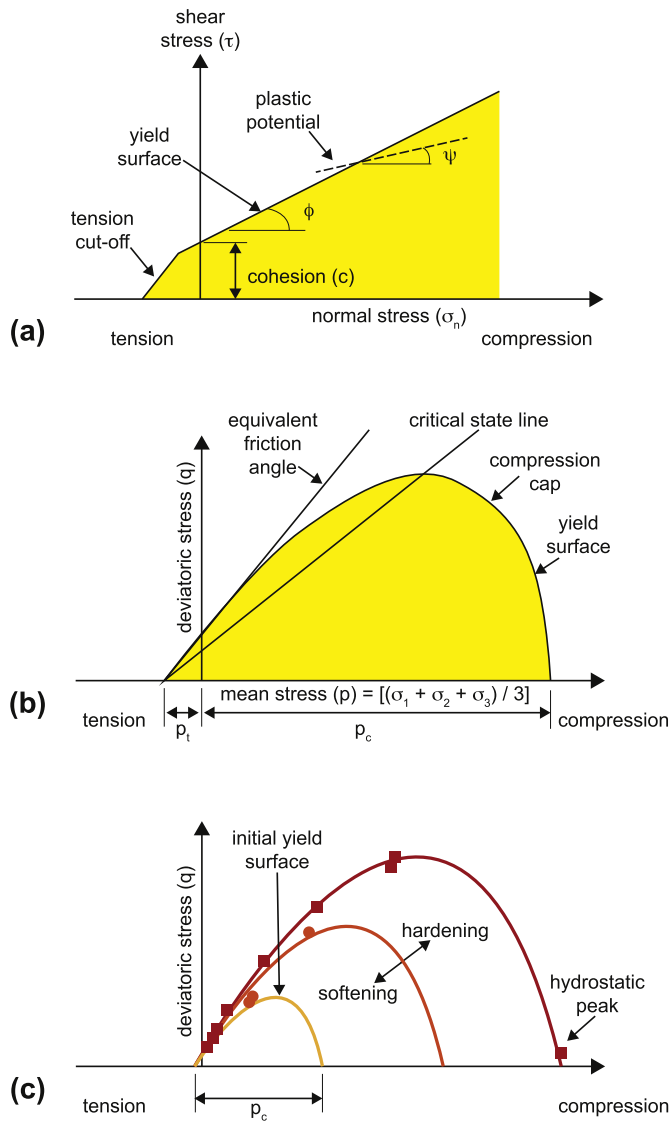 shear
stress (τ)
plastic
potential
yield
surface
ψ
tension
cut-off
ϕ
cohesion (c)
normal stress (σn)
(a)
tension
compression
equivalent
friction
angle
critical state line
compression
cap
yield
surface
deviatoric stress (q)
mean stress (p) = [(σ1 + σ2 + σ3) / 3]
(b)
tension
pt
pc
compression
initial yield
surface
deviatoric stress (q)
hardening
softening
hydrostatic
peak
(c)
tension
pc
compression